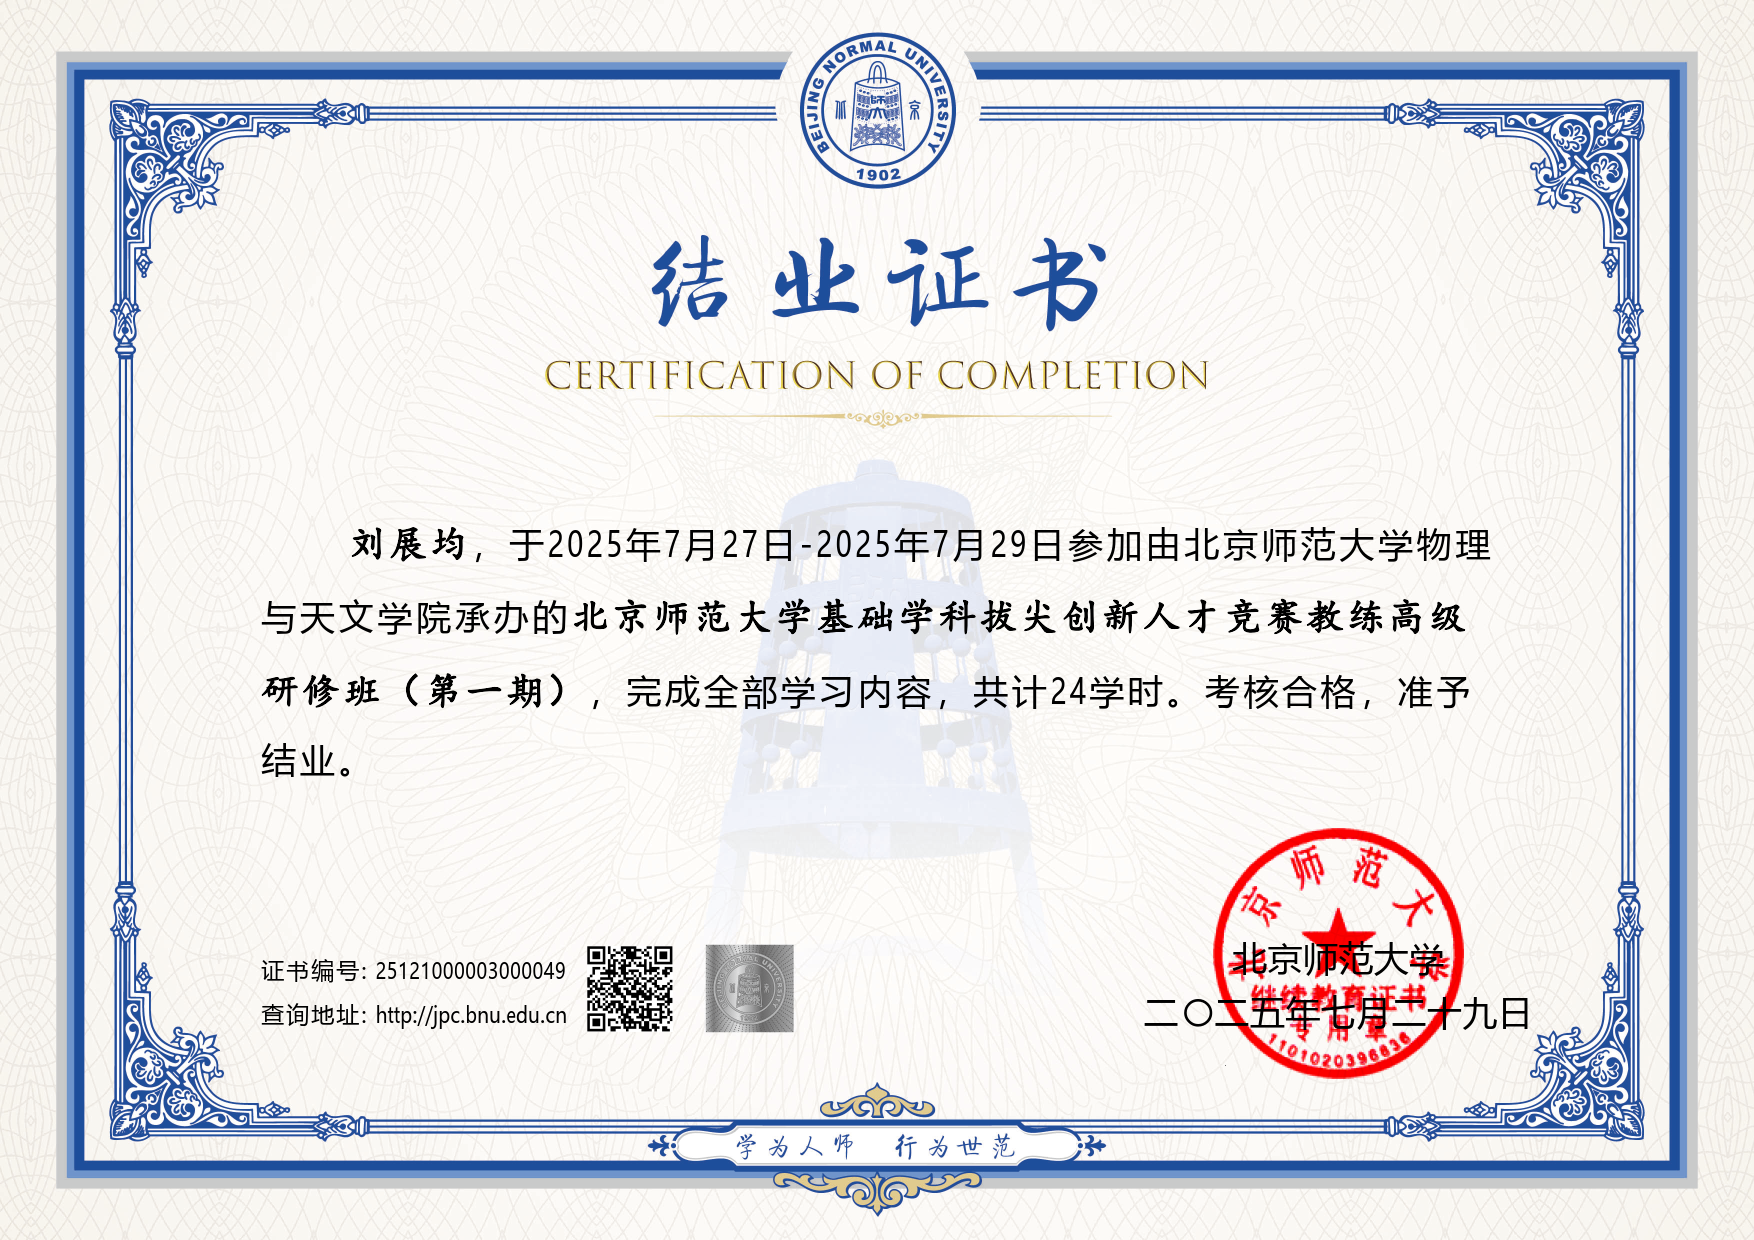 BEIJING NORMAL UNIVERSITY
京师
1902
结业证书
CERTIFICATION OF COMPLETION
刘展均，于2025年7月27日-2025年7月29日参加由北京师范大学物理
与天文学院承办的北京师范大学基础学科拔尖创新人才竞赛教练高级
研修班（第一期），完成全部学习内容，共计24学时。考核合格，准予
结业。
证书编号: 25121000003000049
查询地址: http://jpc.bnu.edu.cn
北京师范大学
二〇二五年七月二十九日
北京师范大学
继续教育证书
专用章
学为人师 行为世范